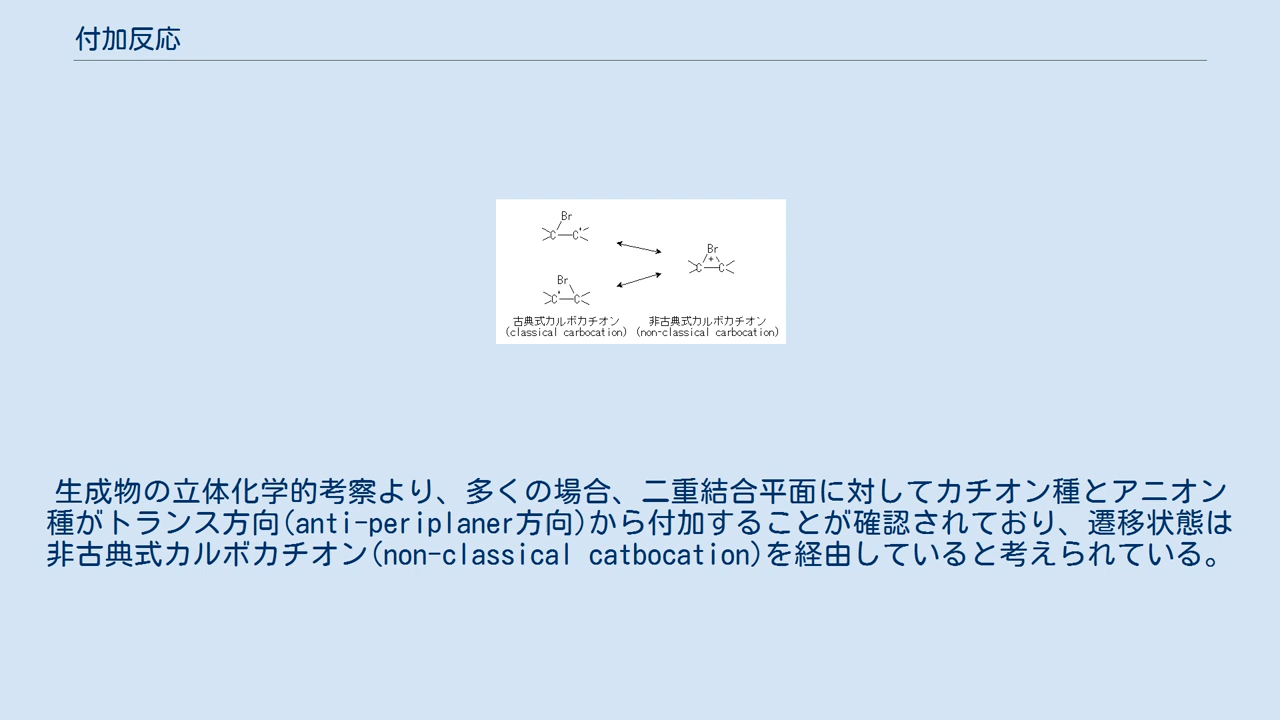 付加反応
Br
C C
Br
C C
Br
+
C C
古典式カルボカチオン
(classical carbocation)
非古典式カルボカチオン
(non-classical carbocation)
生成物の立体化学的考察より、多くの場合、二重結合平面に対してカチオン種とアニオン
種がトランス方向(anti-periplaner方向)から付加することが確認されており、遷移状態は
非古典式カルボカチオン(non-classical catbocation)を経由していると考えられている。